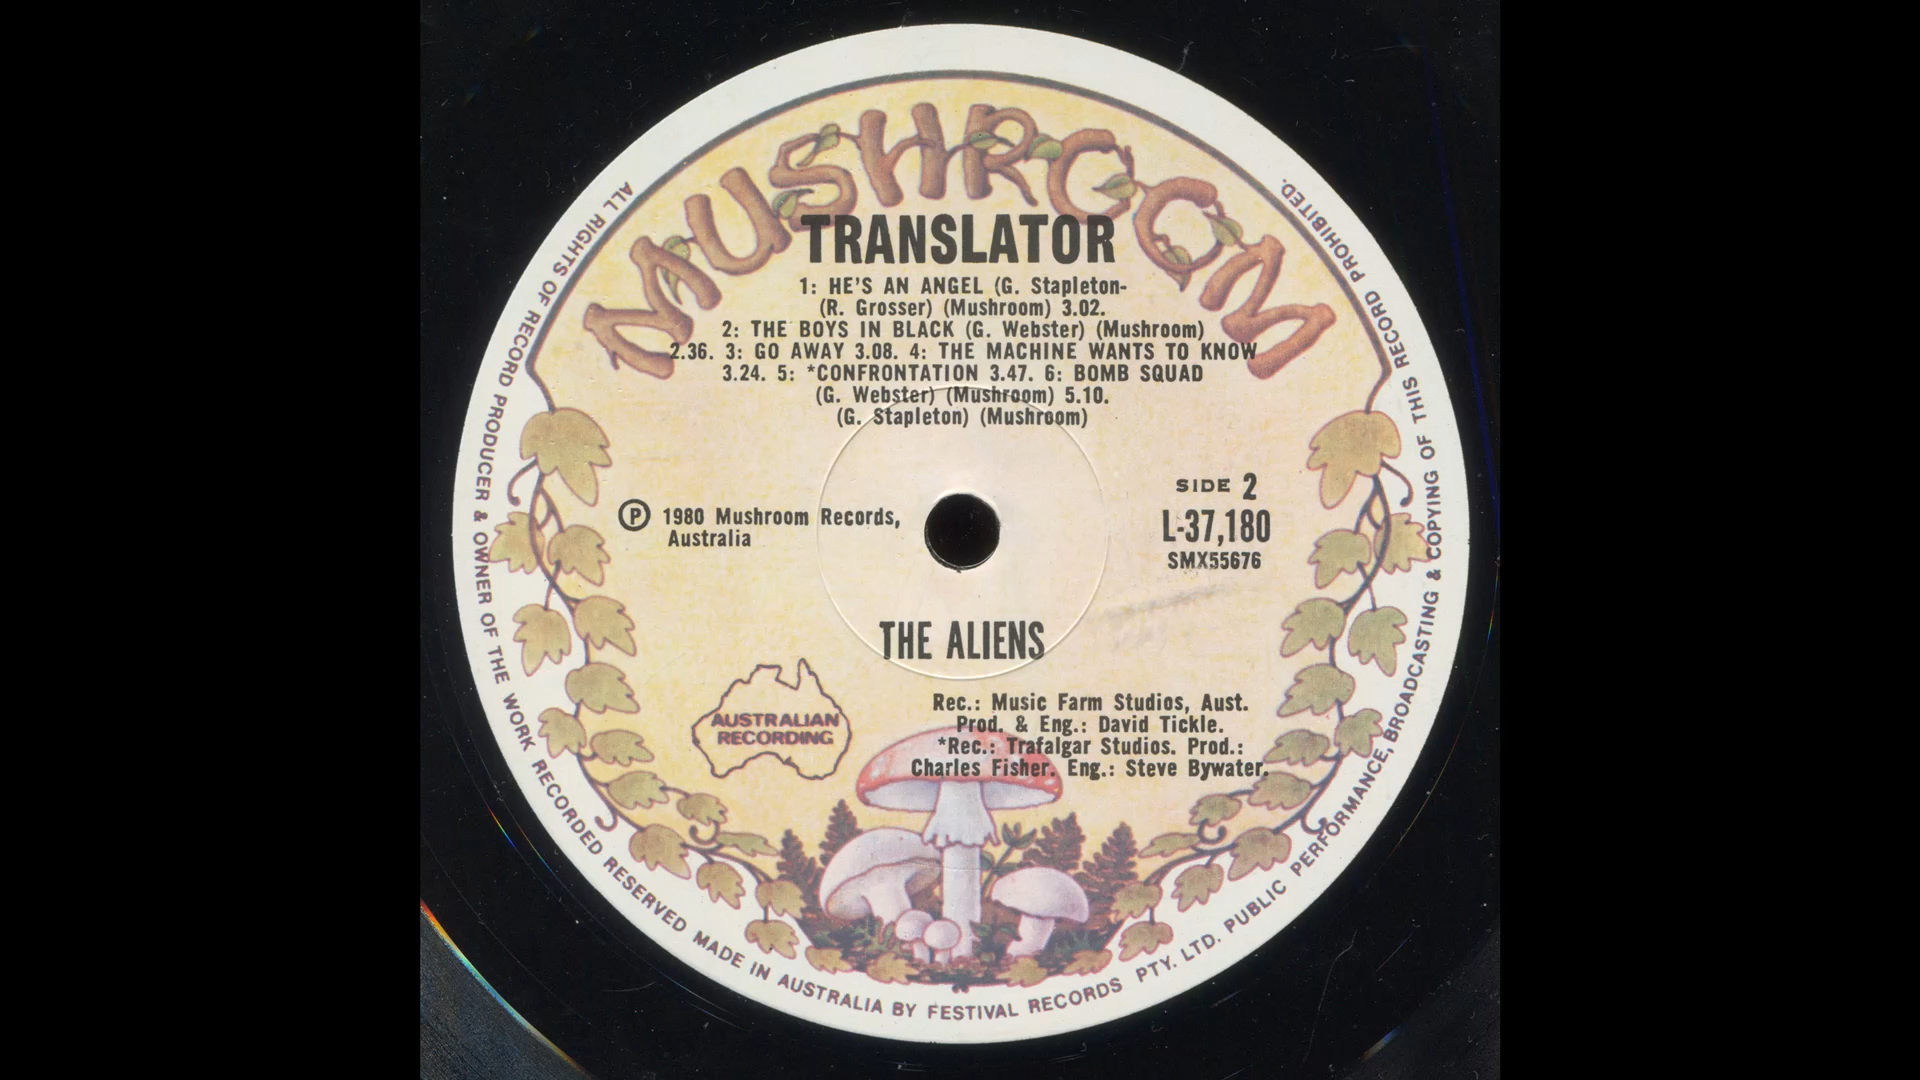 MUSHROOM
TRANSLATOR
1: HE'S AN ANGEL (G. Stapleton-
(R. Grosser) (Mushroom) 3.02.
2: THE BOYS IN BLACK (G. Webster) (Mushroom)
2.36. 3: GO AWAY 3.08. 4: THE MACHINE WANTS TO KNOW
3.24. 5: *CONFRONTATION 3.47. 6: BOMB SQUAD
(G. Webster) (Mushroom) 5.10.
(G. Stapleton) (Mushroom)
SIDE 2
L-37,180
SMX55676
Ⓟ 1980 Mushroom Records,
Australia
THE ALIENS
AUSTRALIAN
RECORDING
Rec.: Music Farm Studios, Aust.
Prod. & Eng.: David Tickle.
*Rec.: Trafalgar Studios. Prod.:
Charles Fisher. Eng.: Steve Bywater.
ALL RIGHTS OF RECORD PRODUCER & OWNER OF THE WORK RECORDED RESERVED MADE IN AUSTRALIA BY FESTIVAL RECORDS PTY. LTD. PUBLIC PERFORMANCE, BROADCASTING & COPYING OF THIS RECORD PROHIBITED.